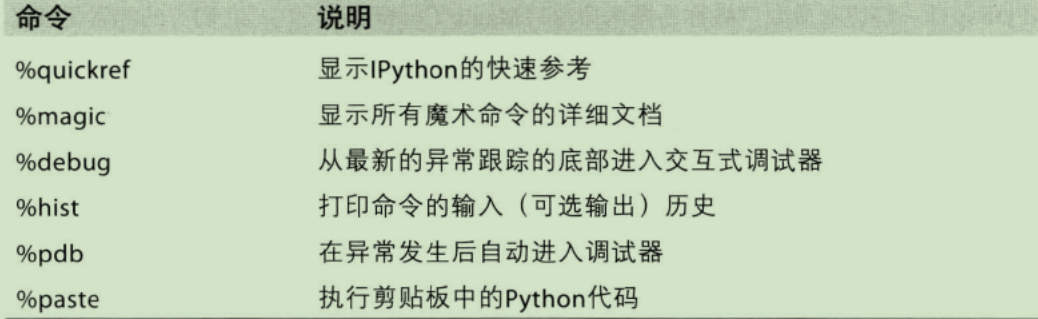 命令 说明
%quickref 显示IPython的快速参考
%magic 显示所有魔术命令的详细文档
%debug 从最新的异常跟踪的底部进入交互式调试器
%hist 打印命令的输入（可选输出）历史
%pdb 在异常发生后自动进入调试器
%paste 执行剪贴板中的Python代码